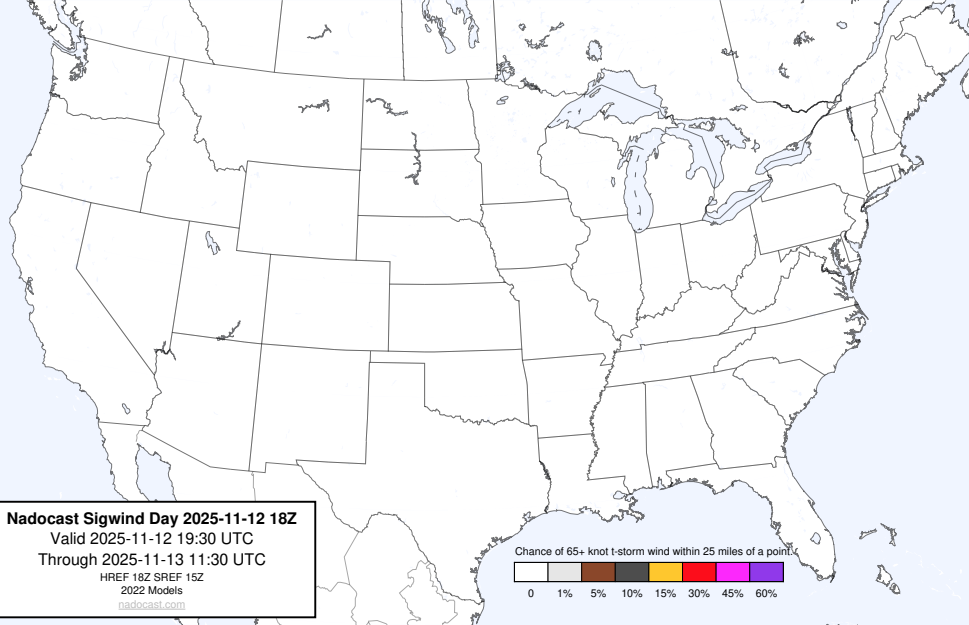 Nadocast Sigwind Day 2025-11-12 18Z
Valid 2025-11-12 19:30 UTC
Through 2025-11-13 11:30 UTC
HREF 18Z SREF 15Z
2022 Models
nadocast.com
Chance of 65+ knot t-storm wind within 25 miles of a point.
0 1% 5% 10% 15% 30% 45% 60%